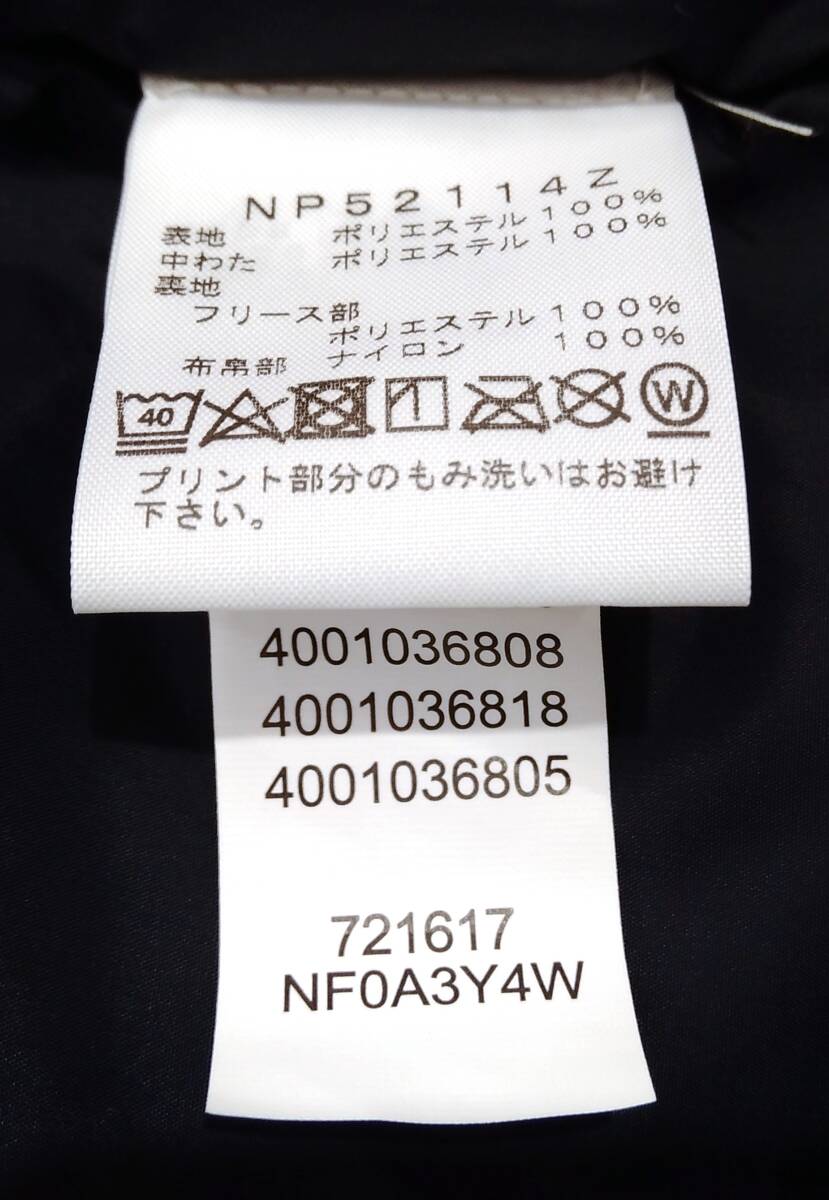 NP52114Z
表地 ポリエステル100%
中わた ポリエステル100%
裏地
フリース部
ポリエステル100%
布帛部 ナイロン 100%
40 W
プリント部分のもみ洗いはお避け
下さい。
4001036808
4001036818
4001036805
721617
NF0A3Y4W